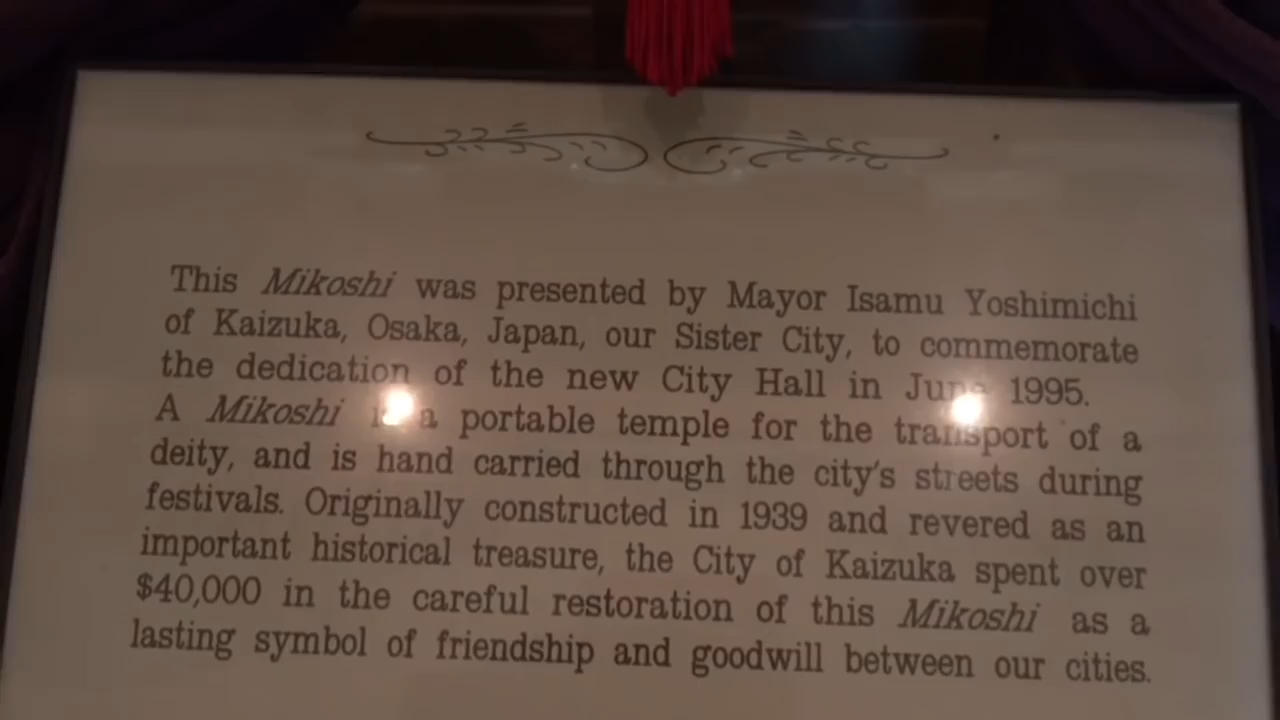 This Mikoshi was presented by Mayor Isamu Yoshimichi
of Kaizuka, Osaka, Japan, our Sister City, to commemorate
the dedication of the new City Hall in June 1995.
A Mikoshi is a portable temple for the transport of a
deity, and is hand carried through the city's streets during
festivals. Originally constructed in 1939 and revered as an
important historical treasure, the City of Kaizuka spent over
$40,000 in the careful restoration of this Mikoshi as a
lasting symbol of friendship and goodwill between our cities.